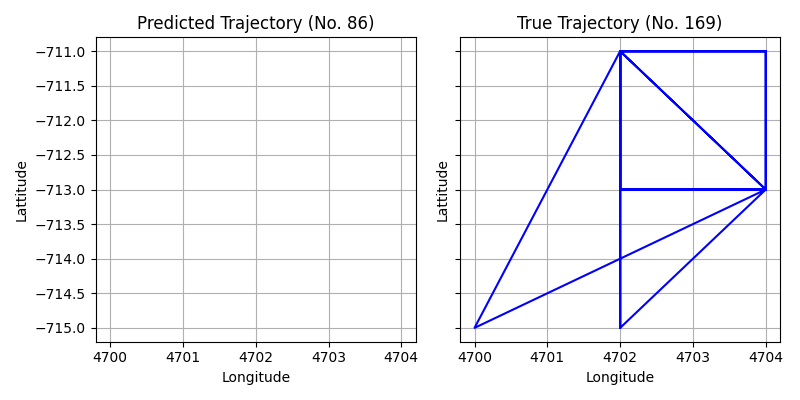 Predicted Trajectory (No. 86)
True Trajectory (No. 169)
−711.0
−711.5
−712.0
−712.5
−713.0
−713.5
−714.0
−714.5
−715.0
Lattitude
Lattitude
4700 4701 4702 4703 4704
4700 4701 4702 4703 4704
Longitude
Longitude